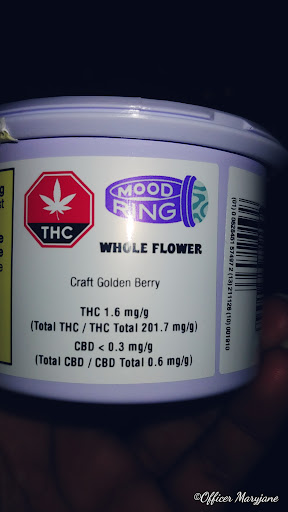 THC
MOOD
RING
WHOLE FLOWER
Craft Golden Berry
THC 1.6 mg/g
(Total THC / THC Total 201.7 mg/g)
CBD < 0.3 mg/g
(Total CBD / CBD Total 0.6 mg/g)
©Officer Maryjane